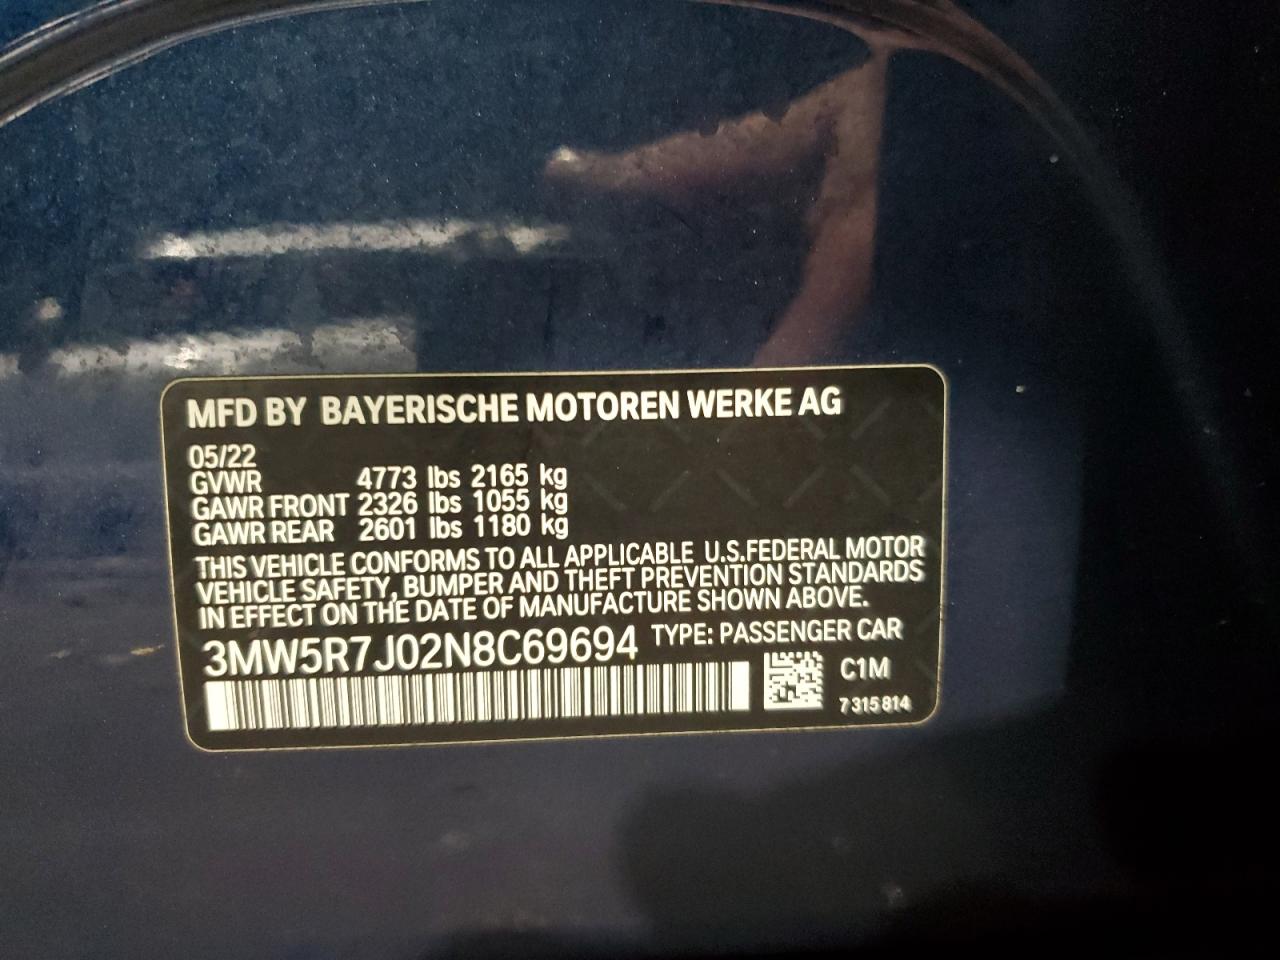 MFD BY BAYERISCHE MOTOREN WERKE AG
05/22
GVWR 4773 lbs 2165 kg
GAWR FRONT 2326 lbs 1055 kg
GAWR REAR 2601 lbs 1180 kg
THIS VEHICLE CONFORMS TO ALL APPLICABLE U.S.FEDERAL MOTOR
VEHICLE SAFETY, BUMPER AND THEFT PREVENTION STANDARDS
IN EFFECT ON THE DATE OF MANUFACTURE SHOWN ABOVE.
3MW5R7J02N8C69694 TYPE: PASSENGER CAR
C1M
7 315 814